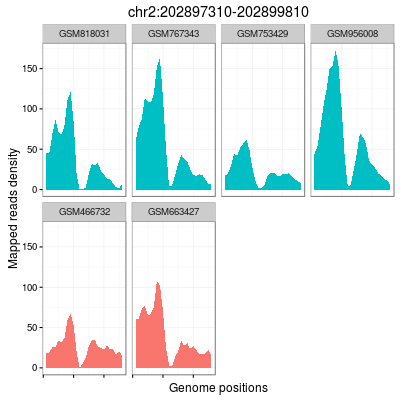 chr2:202897310-202899810
GSM818031 GSM767343 GSM753429 GSM956008
150
100
50
0
GSM466732 GSM663427
150
100
50
0
Mapped reads density
Genome positions